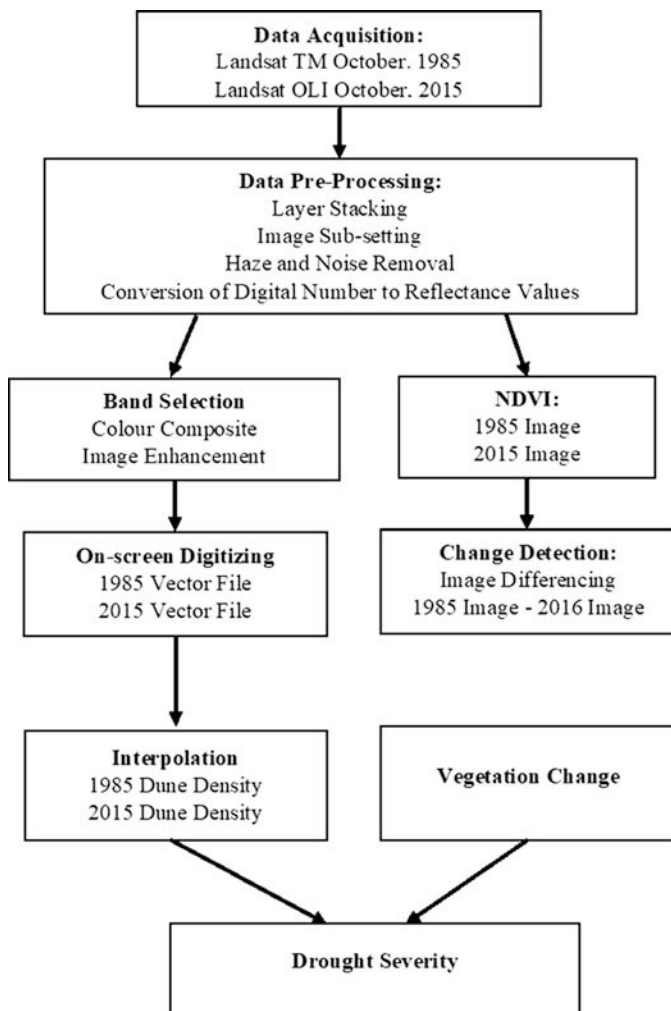 Data Acquisition:
Landsat TM October. 1985
Landsat OLI October. 2015
Data Pre-Processing:
Layer Stacking
Image Sub-setting
Haze and Noise Removal
Conversion of Digital Number to Reflectance Values
Band Selection
Colour Composite
Image Enhancement
NDVI:
1985 Image
2015 Image
On-screen Digitizing
1985 Vector File
2015 Vector File
Change Detection:
Image Differencing
1985 Image - 2016 Image
Interpolation
1985 Dune Density
2015 Dune Density
Vegetation Change
Drought Severity